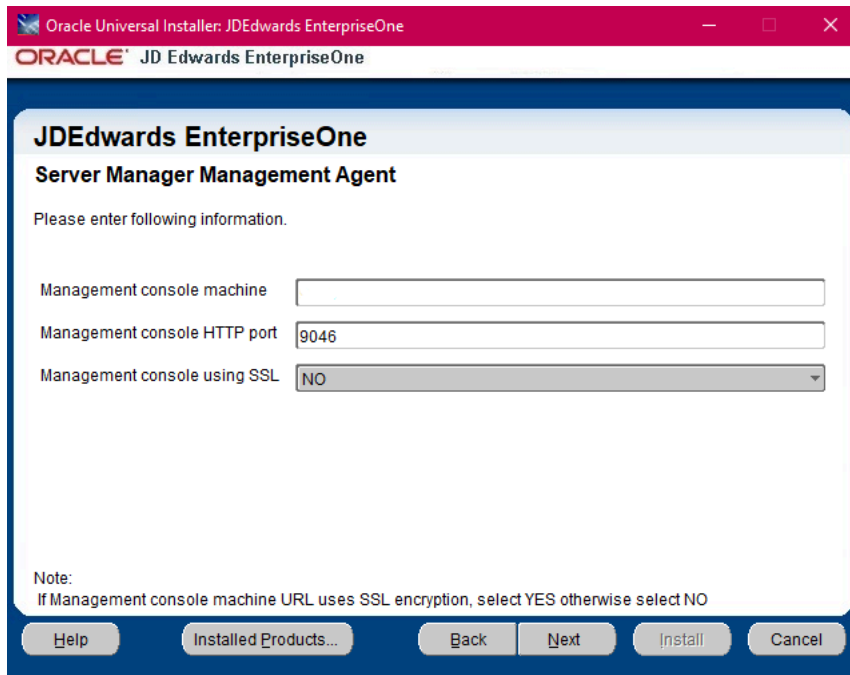 Oracle Universal Installer: JDEdwards EnterpriseOne
ORACLE JD Edwards EnterpriseOne
JDEdwards EnterpriseOne
Server Manager Management Agent
Please enter following information.
Management console machine
Management console HTTP port 9046
Management console using SSL NO
Note:
If Management console machine URL uses SSL encryption, select YES otherwise select NO
Help Installed Products... Back Next Install Cancel